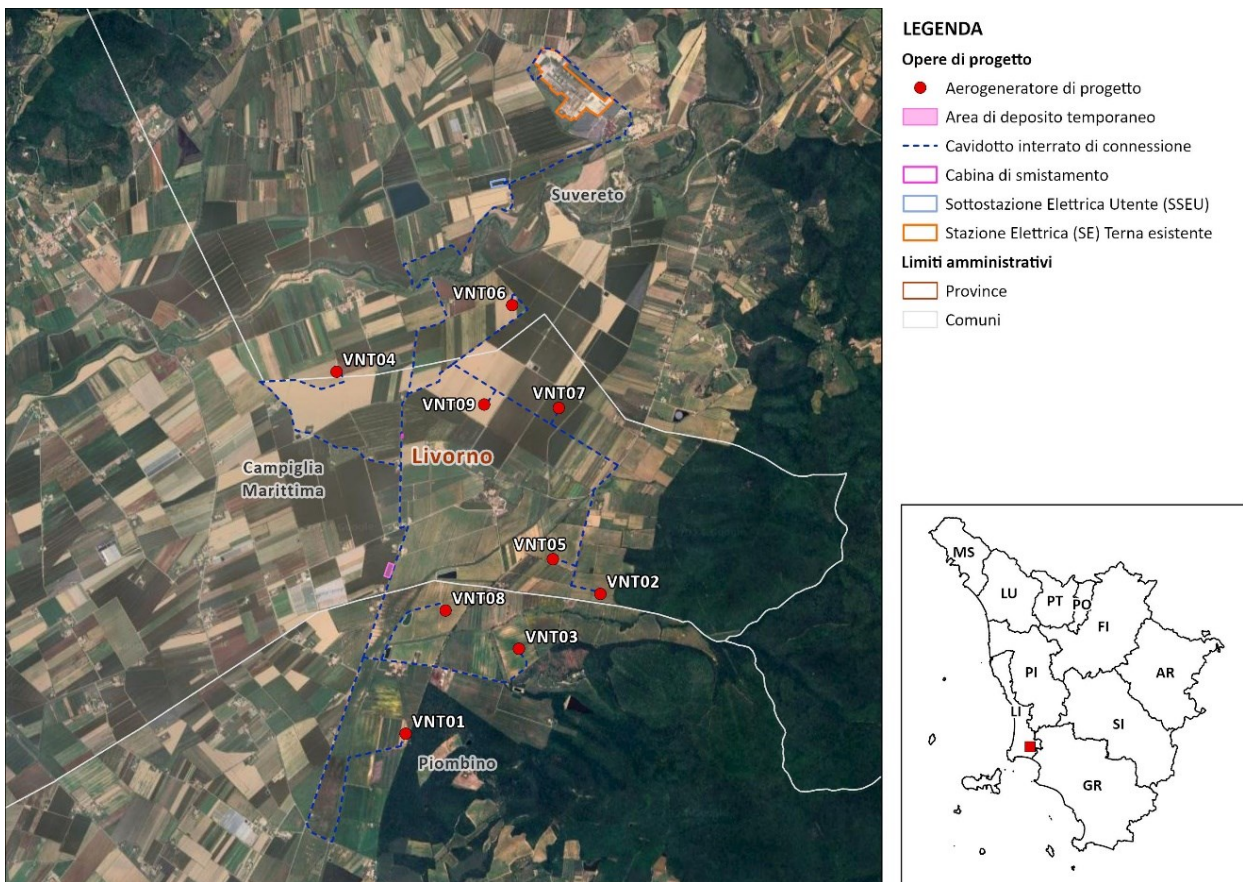 Suvereto
VNT06
VNT04
VNT07
VNT09
Livorno
Campiglia
Marittima
VNT05
VNT02
VNT08
VNT03
VNT01
Piombino
LEGENDA
Opere di progetto
Aerogeneratore di progetto
Area di deposito temporaneo
Cavidotto interrato di connessione
Cabina di smistamento
Sottostazione Elettrica Utente (SSEU)
Stazione Elettrica (SE) Terna esistente
Limiti amministrativi
Province
Comuni
MS
LU
PT
PO
FI
PI
AR
LI
SI
GR